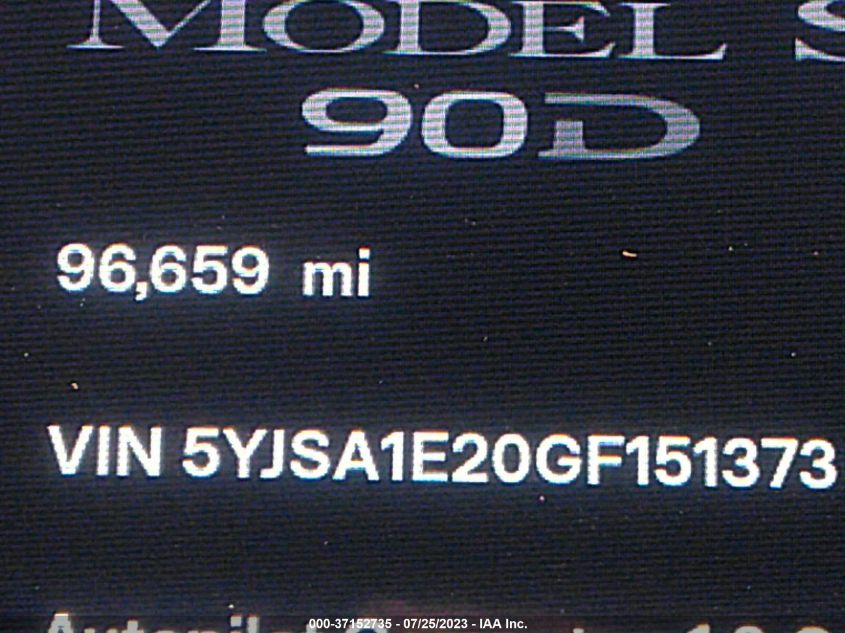 MODEL S
90D
96,659 mi
VIN 5YJSA1E20GF151373
000-37152735 - 07/25/2023 - IAA Inc.